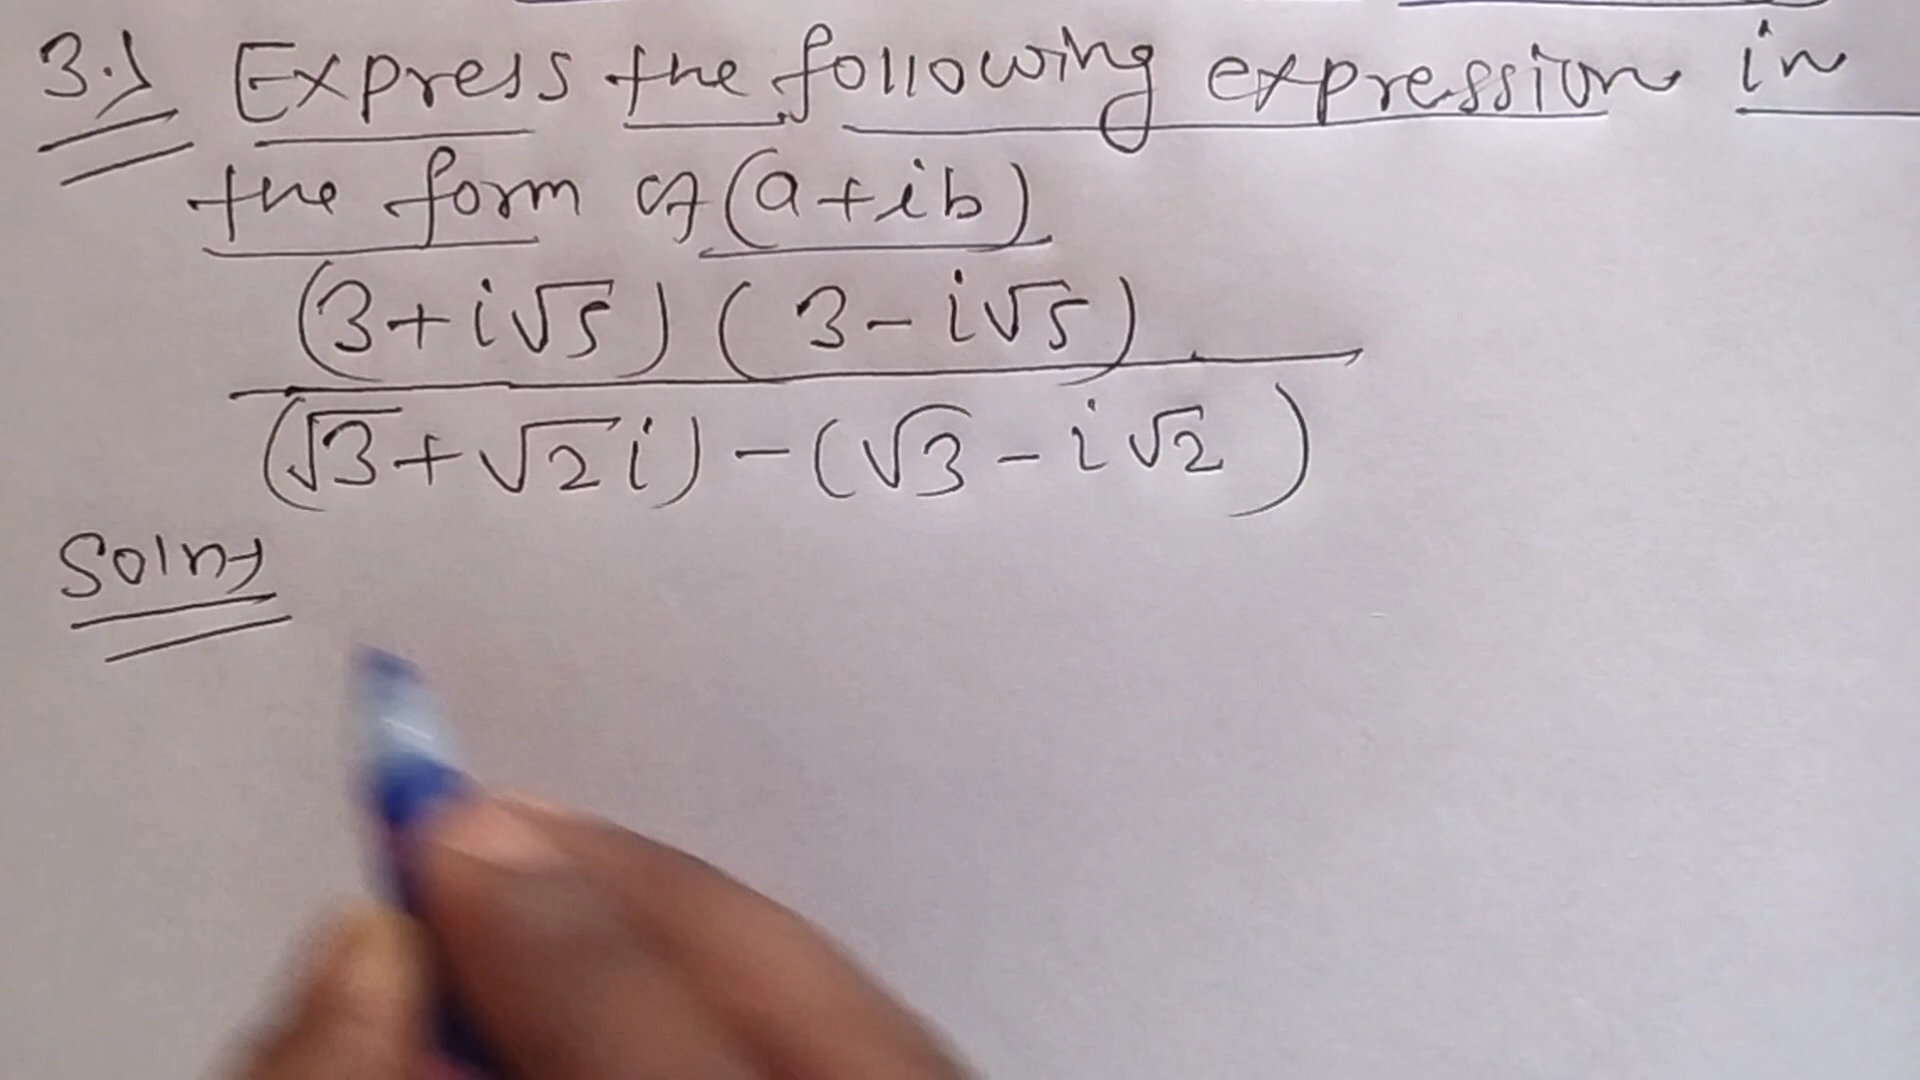 3.) Express the following expression in
the form of (a+ib)
(3+i√5) (3-i√5)
(√3+√2i)-(√3-i√2)
Soln→